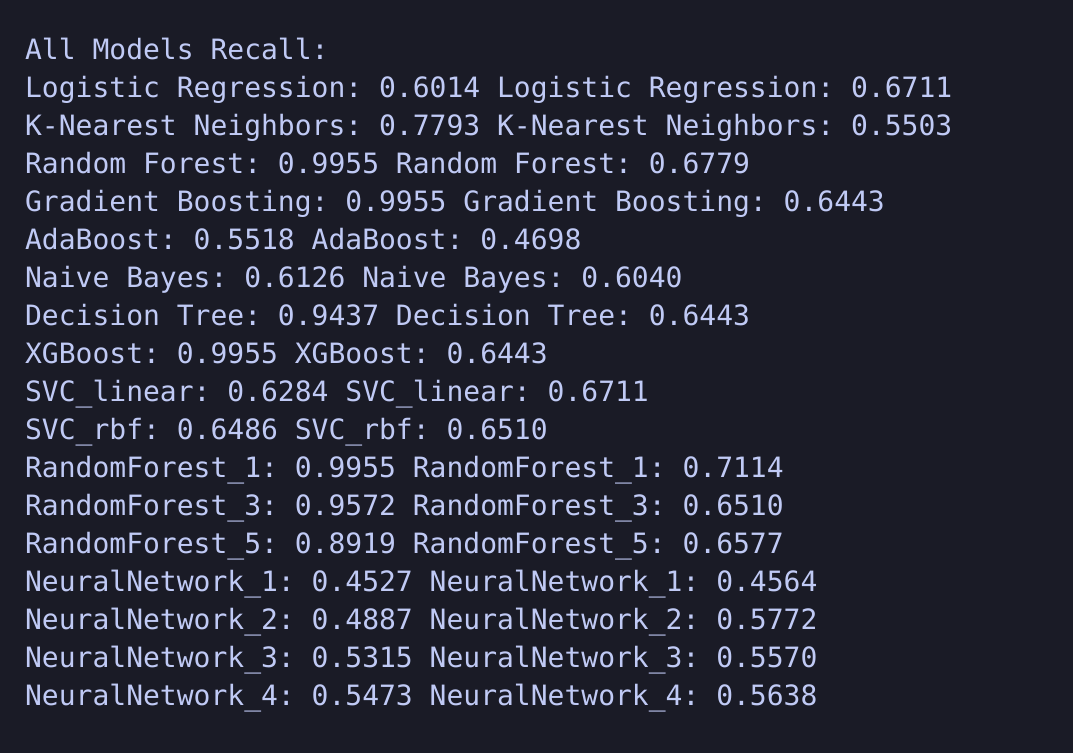 All Models Recall:
Logistic Regression: 0.6014 Logistic Regression: 0.6711
K-Nearest Neighbors: 0.7793 K-Nearest Neighbors: 0.5503
Random Forest: 0.9955 Random Forest: 0.6779
Gradient Boosting: 0.9955 Gradient Boosting: 0.6443
AdaBoost: 0.5518 AdaBoost: 0.4698
Naive Bayes: 0.6126 Naive Bayes: 0.6040
Decision Tree: 0.9437 Decision Tree: 0.6443
XGBoost: 0.9955 XGBoost: 0.6443
SVC_linear: 0.6284 SVC_linear: 0.6711
SVC_rbf: 0.6486 SVC_rbf: 0.6510
RandomForest_1: 0.9955 RandomForest_1: 0.7114
RandomForest_3: 0.9572 RandomForest_3: 0.6510
RandomForest_5: 0.8919 RandomForest_5: 0.6577
NeuralNetwork_1: 0.4527 NeuralNetwork_1: 0.4564
NeuralNetwork_2: 0.4887 NeuralNetwork_2: 0.5772
NeuralNetwork_3: 0.5315 NeuralNetwork_3: 0.5570
NeuralNetwork_4: 0.5473 NeuralNetwork_4: 0.5638